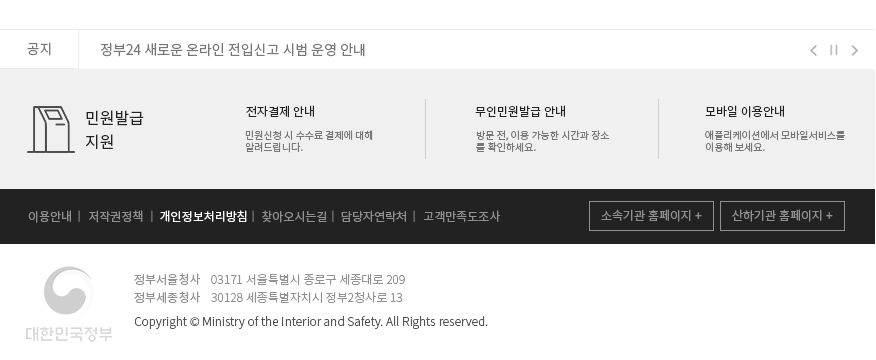 공지
정부24 새로운 온라인 전입신고 시범 운영 안내
민원발급
지원
전자결제 안내
민원신청 시 수수료 결제에 대해
알려드립니다.
무인민원발급 안내
방문 전, 이용 가능한 시간과 장소
를 확인하세요.
모바일 이용안내
애플리케이션에서 모바일서비스를
이용해 보세요.
이용안내 | 저작권정책 | 개인정보처리방침 | 찾아오시는길 | 담당자연락처 | 고객만족도조사
소속기관 홈페이지 +
산하기관 홈페이지 +
대한민국정부
정부서울청사 03171 서울특별시 종로구 세종대로 209
정부세종청사 30128 세종특별자치시 정부2청사로 13
Copyright © Ministry of the Interior and Safety. All Rights reserved.